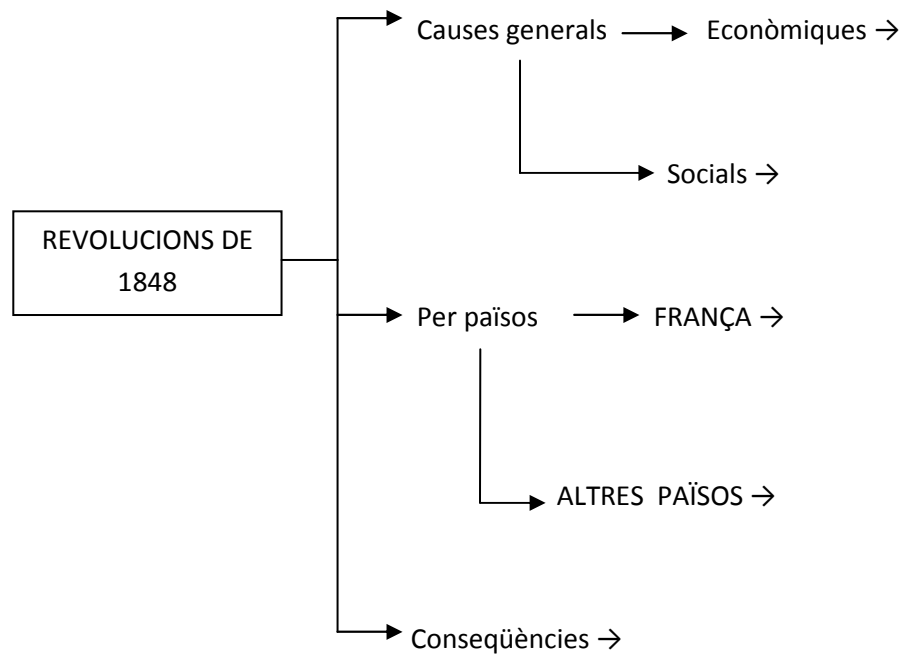 Causes generals
Econòmiques →
Socials →
REVOLUCIONS DE
1848
Per països
FRANÇA →
ALTRES PAÏSOS →
Conseqüències →